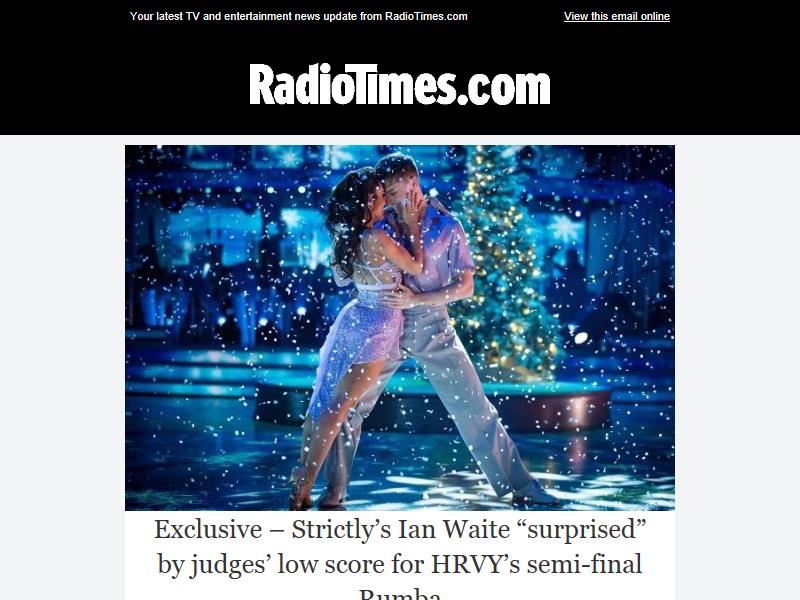 Your latest TV and entertainment news update from RadioTimes.com
View this email online
RadioTimes.com
Exclusive – Strictly’s Ian Waite “surprised”
by judges’ low score for HRVY’s semi-final
Rumba